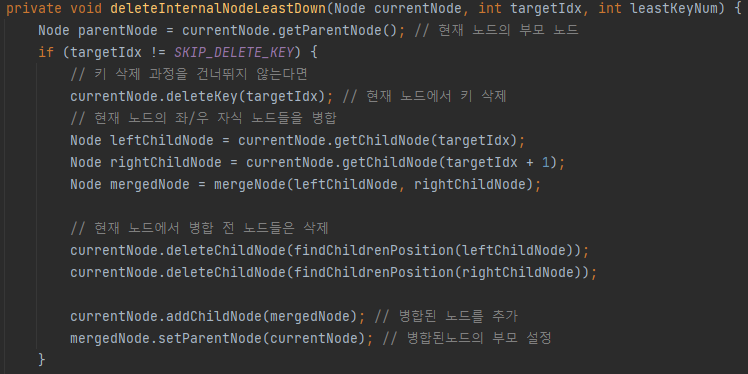 private void deleteInternalNodeLeastDown(Node currentNode, int targetIdx, int leastKeyNum) {
Node parentNode = currentNode.getParentNode(); // 현재 노드의 부모 노드
if (targetIdx != SKIP_DELETE_KEY) {
// 키 삭제 과정을 건너뛰지 않는다면
currentNode.deleteKey(targetIdx); // 현재 노드에서 키 삭제
// 현재 노드의 좌/우 자식 노드들을 병합
Node leftChildNode = currentNode.getChildNode(targetIdx);
Node rightChildNode = currentNode.getChildNode(targetIdx + 1);
Node mergedNode = mergeNode(leftChildNode, rightChildNode);
// 현재 노드에서 병합 전 노드들은 삭제
currentNode.deleteChildNode(findChildrenPosition(leftChildNode));
currentNode.deleteChildNode(findChildrenPosition(rightChildNode));
currentNode.addChildNode(mergedNode); // 병합된 노드를 추가
mergedNode.setParentNode(currentNode); // 병합된노드의 부모 설정
}